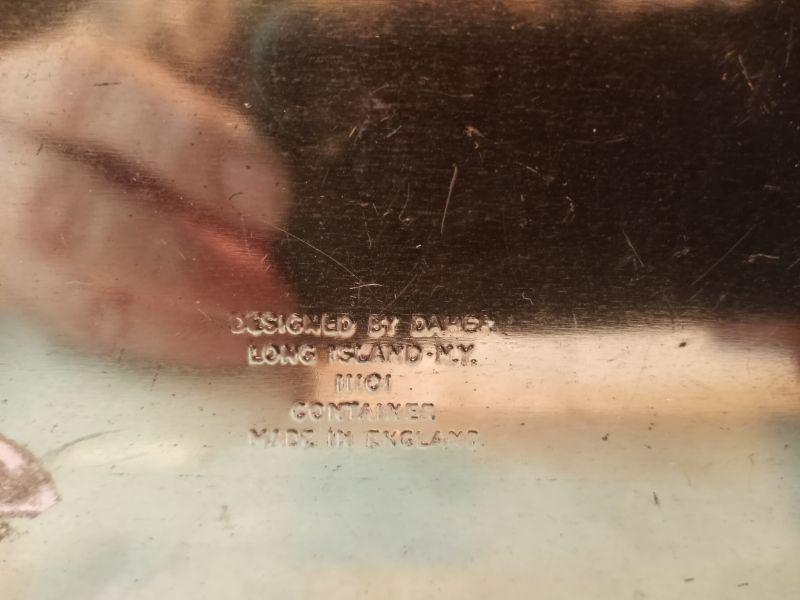 DESIGNED BY DAHER
LONG ISLAND·N.Y.
11101
CONTAINER
MADE IN ENGLAND